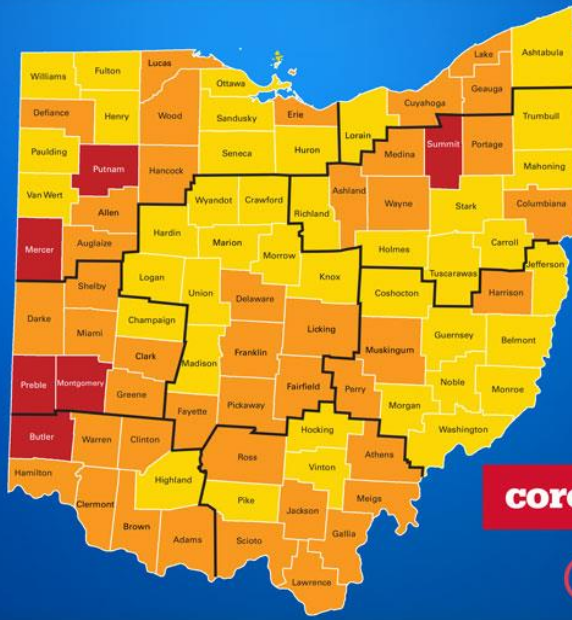 Lake
Ashtabula
Lucas
Williams
Fulton
Ottawa
Geauga
Cuyahoga
Defiance
Henry
Wood
Sandusky
Erie
Trumbull
Lorain
Paulding
Seneca
Huron
Medina
Summit
Portage
Putnam
Hancock
Mahoning
Van Wert
Wyandot
Crawford
Ashland
Wayne
Stark
Columbiana
Allen
Richland
Mercer
Auglaize
Hardin
Marion
Morrow
Holmes
Carroll
Jefferson
Logan
Knox
Tuscarawas
Shelby
Union
Delaware
Coshocton
Harrison
Darke
Champaign
Miami
Licking
Guernsey
Belmont
Clark
Madison
Franklin
Muskingum
Preble
Montgomery
Greene
Fairfield
Perry
Noble
Monroe
Fayette
Pickaway
Morgan
Butler
Warren
Clinton
Hocking
Washington
Ross
Athens
Hamilton
Highland
Vinton
Clermont
Pike
Meigs
coro
Jackson
Brown
Adams
Scioto
Gallia
Lawrence